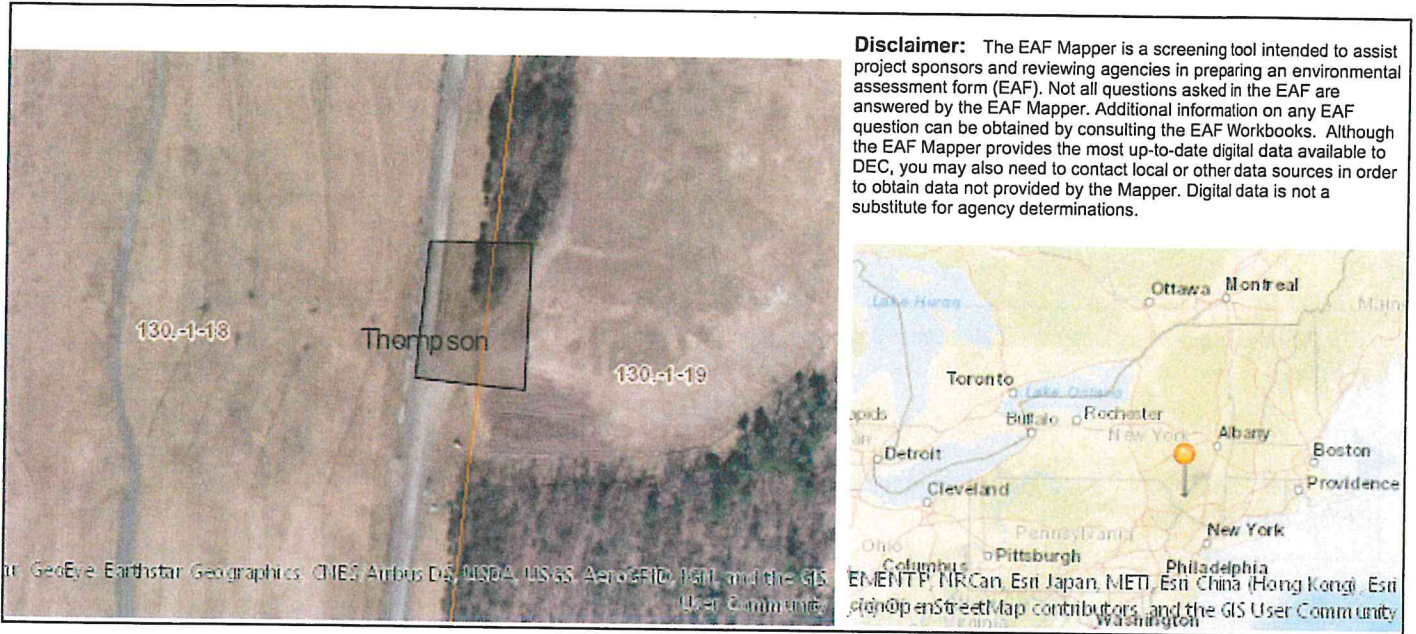 Disclaimer: The EAF Mapper is a screening tool intended to assist
project sponsors and reviewing agencies in preparing an environmental
assessment form (EAF). Not all questions asked in the EAF are
answered by the EAF Mapper. Additional information on any EAF
question can be obtained by consulting the EAF Workbooks. Although
the EAF Mapper provides the most up-to-date digital data available to
DEC, you may also need to contact local or other data sources in order
to obtain data not provided by the Mapper. Digital data is not a
substitute for agency determinations.
130.-1-18
Thompson
130.-1-19
GeoEye, Earthstar Geographics, CNES/Airbus DS, USDA, USGS, AeroGRID, IGN, and the GIS
User Community
Ottawa
Montreal
Lake Huron
Toronto
Lake Ontario
Buffalo
Rochester
New York
Albany
Boston
Detroit
Providence
Cleveland
New York
Pennsylvania
Ohio
Pittsburgh
Columbus
Philadelphia
EMENT P, NRCan, Esri Japan, METI, Esri China (Hong Kong), Esri
OpenStreetMap contributors, and the GIS User Community
Washington